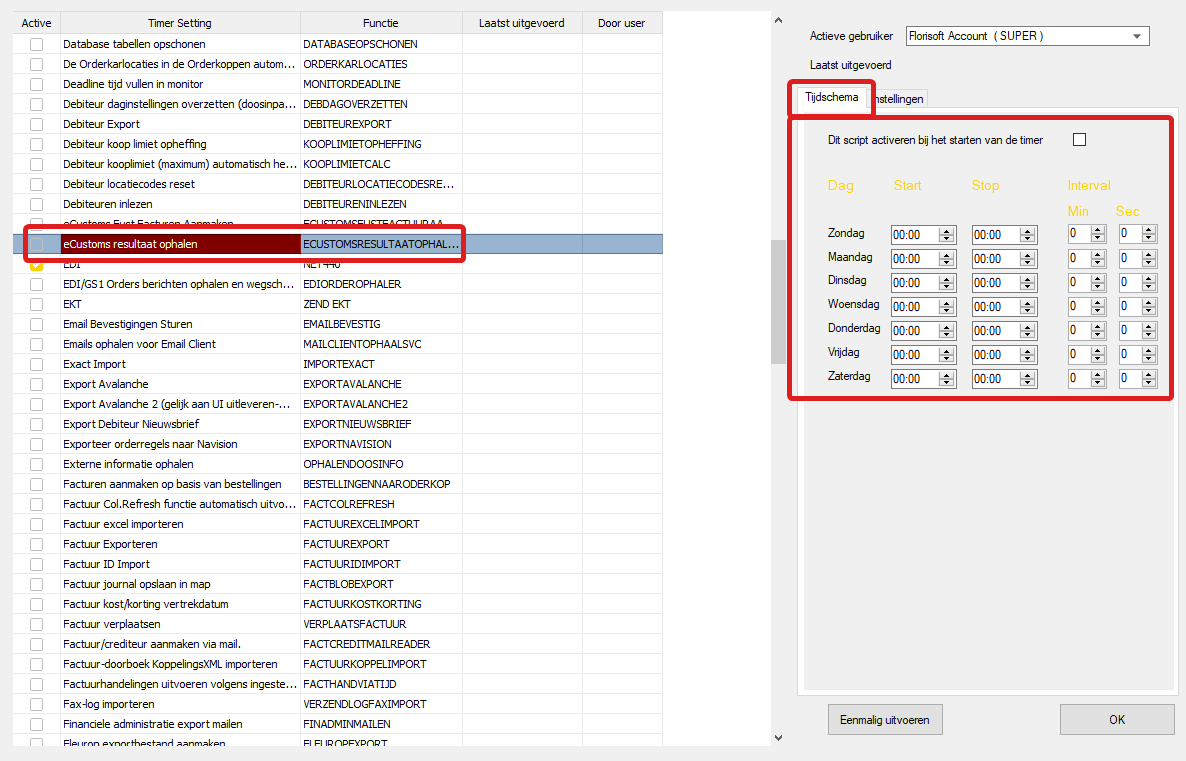 Active Timer Setting Functie Laatst uitgevoerd Door user
Database tabellen opschonen DATABASEOPSCHONEN
De Orderkarlocaties in de Orderkoppen autom... ORDERKARLOCATIES
Deadline tijd vullen in monitor MONITORDEADLINE
Debiteur daginstellingen overzetten (doosinpa... DEBDAGOVERZETTEN
Debiteur Export DEBITEUREXPORT
Debiteur koop limiet opheffing KOOPLIMIETOPHEFFING
Debiteur kooplimiet (maximum) automatisch he... KOOPLIMIETCALC
Debiteur locatiecodes reset DEBITEURLOCATIECODESRE...
Debiteuren inlezen DEBITEURENINLEZEN
eCustoms Fust Facturen Aanmaken ECUSTOMSFUSTFACTUURAA...
eCustoms resultaat ophalen ECUSTOMSRESULTAATOPHAL...
EDI NET440
EDI/GS1 Orders berichten ophalen en wegsch... EDIORDEROPHALER
EKT ZEND EKT
Email Bevestigingen Sturen EMAILBEVESTIG
Emails ophalen voor Email Client MAILCLIENTOPHAALSVC
Exact Import IMPORTEXACT
Export Avalanche EXPORTAVALANCHE
Export Avalanche 2 (gelijk aan UI uitleveren-... EXPORTAVALANCHE2
Export Debiteur Nieuwsbrief EXPORTNIEUWSBRIEF
Exporteer orderregels naar Navision EXPORTNAVISION
Externe informatie ophalen OPHALENDOOSINFO
Facturen aanmaken op basis van bestellingen BESTELLINGENNAARODERKOP
Factuur Col.Refresh functie automatisch uitvo... FACTCOLREFRESH
Factuur excel importeren FACTUUREXCELIMPORT
Factuur Exporteren FACTUUREXPORT
Factuur ID Import FACTUURIDIMPORT
Factuur journal opslaan in map FACTBLOBEXPORT
Factuur kost/korting vertrekdatum FACTUURKOSTKORTING
Factuur verplaatsen VERPLAATSFACTUUR
Factuur/crediteur aanmaken via mail. FACTCREDITMAILREADER
Factuur-doorboek KoppelingsXML importeren FACTUURKOPPELIMPORT
Factuurhandelingen uitvoeren volgens ingeste... FACTHANDVIATIJD
Fax-log importeren VERZENDLOGFAXIMPORT
Financiele administratie export mailen FINADMINMAILEN
Fleurop exportbestand aanmaken FLEUROPEXPORT
Actieve gebruiker Florisoft Account ( SUPER )
Laatst uitgevoerd
Tijdschema nstellingen
Dit script activeren bij het starten van de timer
Dag Start Stop Interval
Min Sec
Zondag 00:00 00:00 0 0
Maandag 00:00 00:00 0 0
Dinsdag 00:00 00:00 0 0
Woensdag 00:00 00:00 0 0
Donderdag 00:00 00:00 0 0
Vrijdag 00:00 00:00 0 0
Zaterdag 00:00 00:00 0 0
Eenmalig uitvoeren OK